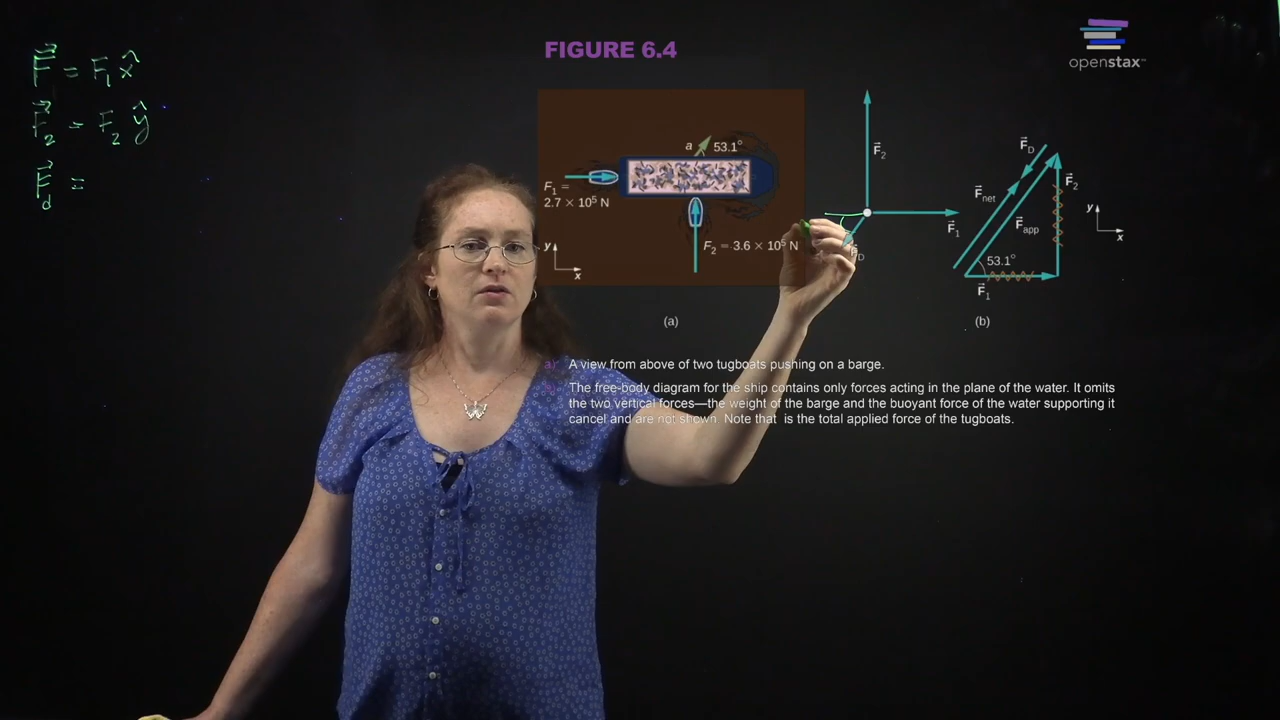 FIGURE 6.4
openstax™
F⃗ = F₁ x̂
F⃗₂ = F₂ ŷ
F⃗d =
a 53.1°
F₁ =
2.7 × 10⁵ N
F₂ = 3.6 × 10⁵ N
y
x
(a)
F⃗₂
F⃗₁
F⃗D
F⃗D
F⃗net
F⃗₂
F⃗app
53.1°
F⃗₁
y
x
(b)
a) A view from above of two tugboats pushing on a barge.
The free-body diagram for the ship contains only forces acting in the plane of the water. It omits
the two vertical forces—the weight of the barge and the buoyant force of the water supporting it
cancel and are not shown. Note that is the total applied force of the tugboats.